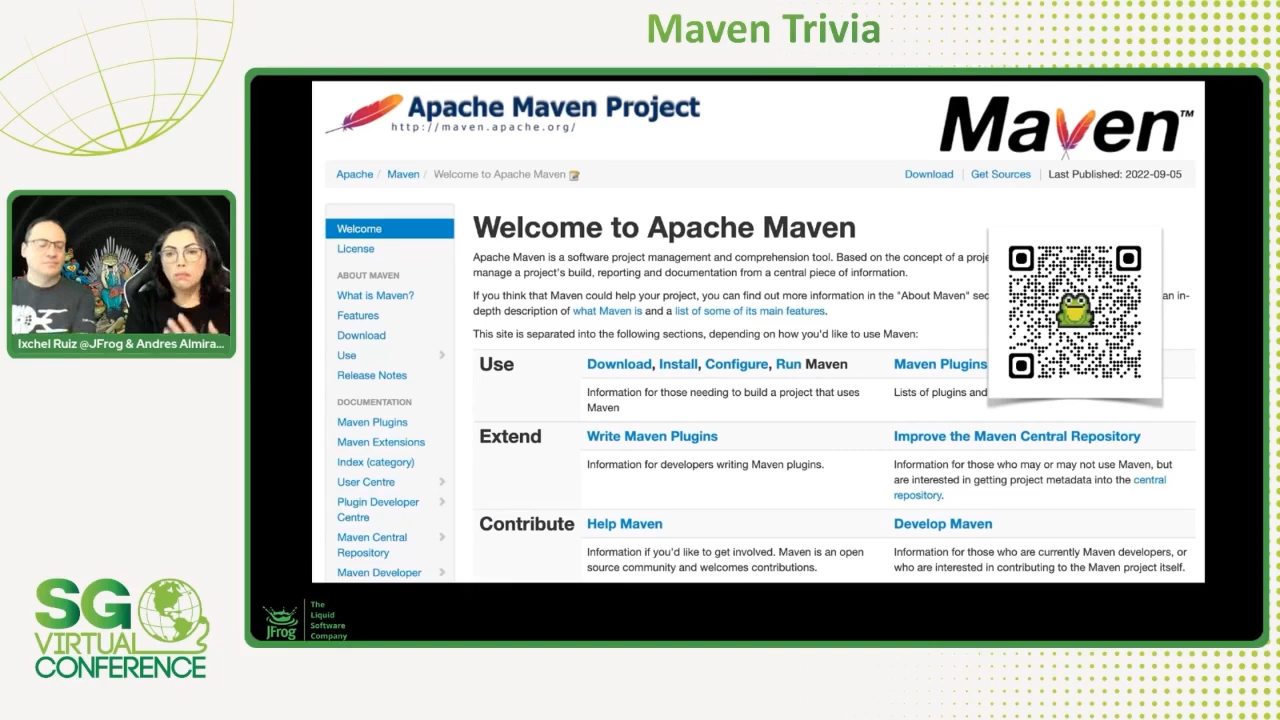 Maven Trivia
Apache Maven Project
http://maven.apache.org/
Maven™
Apache / Maven / Welcome to Apache Maven
Download | Get Sources | Last Published: 2022-09-05
Welcome
License
ABOUT MAVEN
What is Maven?
Features
Download
Use
Release Notes
DOCUMENTATION
Maven Plugins
Maven Extensions
Index (category)
User Centre
Plugin Developer
Centre
Maven Central
Repository
Maven Developer
Welcome to Apache Maven
Apache Maven is a software project management and comprehension tool. Based on the concept of a proje
manage a project's build, reporting and documentation from a central piece of information.
If you think that Maven could help your project, you can find out more information in the "About Maven" sec an in-
depth description of what Maven is and a list of some of its main features.
This site is separated into the following sections, depending on how you'd like to use Maven:
Use
Download, Install, Configure, Run Maven
Information for those needing to build a project that uses
Maven
Maven Plugins
Lists of plugins and
Extend
Write Maven Plugins
Information for developers writing Maven plugins.
Improve the Maven Central Repository
Information for those who may or may not use Maven, but
are interested in getting project metadata into the central
repository.
Contribute
Help Maven
Information if you'd like to get involved. Maven is an open
source community and welcomes contributions.
Develop Maven
Information for those who are currently Maven developers, or
who are interested in contributing to the Maven project itself.
Ixchel Ruiz @JFrog & Andres Almira...
JFrog
The
Liquid
Software
Company
SG
VIRTUAL
CONFERENCE